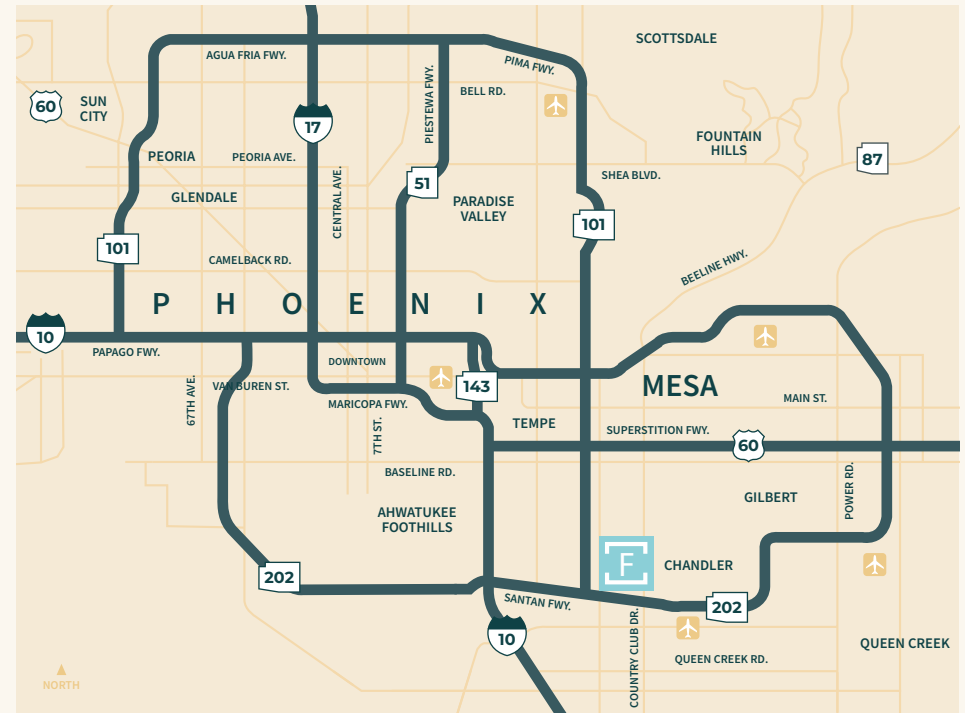 SCOTTSDALE
AGUA FRIA FWY.
PIMA FWY.
PIESTEWA FWY.
BELL RD.
60
SUN
CITY
17
FOUNTAIN
HILLS
PEORIA
PEORIA AVE.
87
51
SHEA BLVD.
GLENDALE
CENTRAL AVE.
PARADISE
VALLEY
101
101
CAMELBACK RD.
BEELINE HWY.
PHOENIX
10
PAPAGO FWY.
DOWNTOWN
67TH AVE.
VAN BUREN ST.
143
MESA
MAIN ST.
MARICOPA FWY.
7TH ST.
TEMPE
SUPERSTITION FWY.
60
BASELINE RD.
POWER RD.
GILBERT
AHWATUKEE
FOOTHILLS
F
CHANDLER
202
SANTAN FWY.
202
10
COUNTRY CLUB DR.
QUEEN CREEK
QUEEN CREEK RD.
NORTH